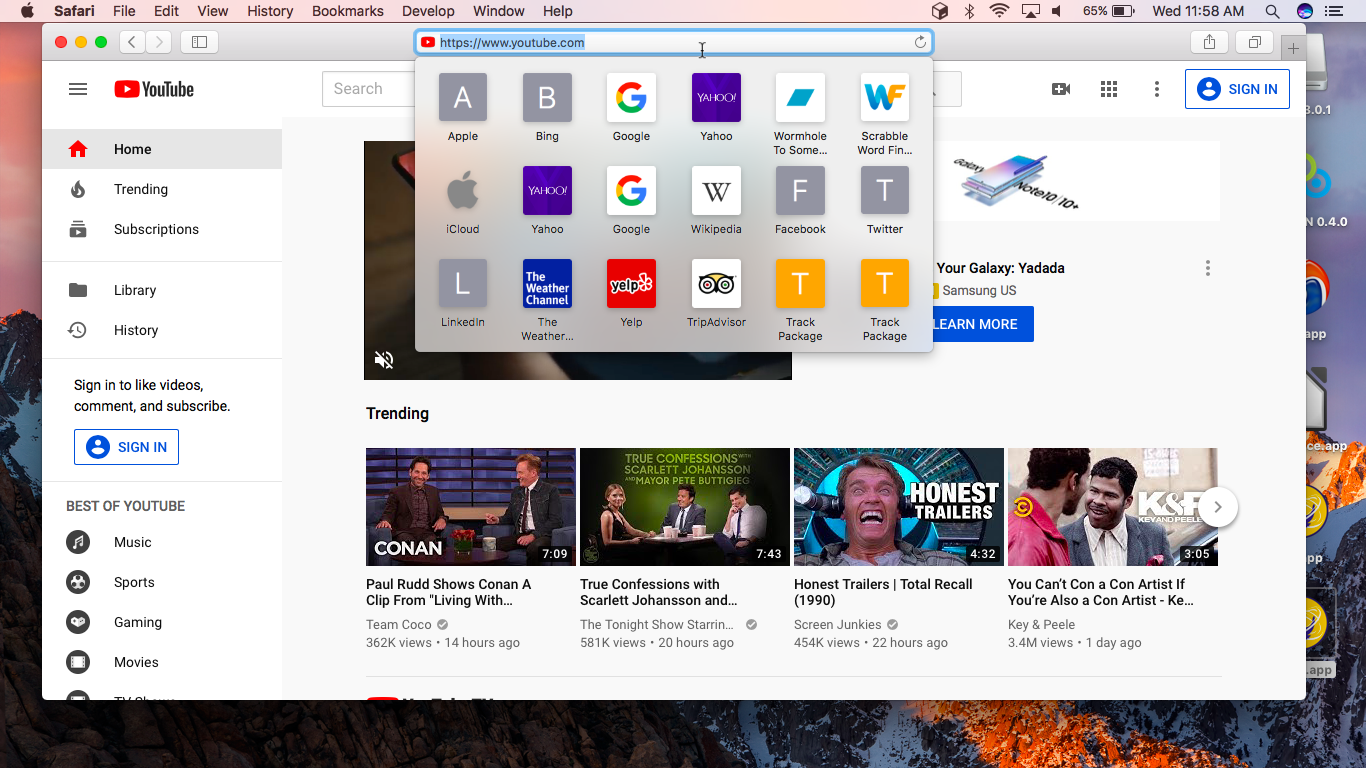 Safari File Edit View History Bookmarks Develop Window Help 65% Wed 11:58 AM
https://www.youtube.com
YouTube
Search
SIGN IN
A B G YAHOO! WF
Apple Bing Google Yahoo Wormhole To Some... Scrabble Word Fin...
YAHOO! G W F T
iCloud Yahoo Google Wikipedia Facebook Twitter
L The Weather Channel yelp T T
LinkedIn The Weather... Yelp TripAdvisor Track Package Track Package
Home
Trending
Subscriptions
Library
History
Sign in to like videos,
comment, and subscribe.
SIGN IN
BEST OF YOUTUBE
Music
Sports
Gaming
Movies
TV Shows
Galaxy Note10/10+
Your Galaxy: Yadada
Samsung US
LEARN MORE
Trending
CONAN
7:09
Paul Rudd Shows Conan A
Clip From "Living With...
Team Coco
362K views • 14 hours ago
TRUE CONFESSIONS WITH
SCARLETT JOHANSSON
AND MAYOR PETE BUTTIGIEG
7:43
True Confessions with
Scarlett Johansson and...
The Tonight Show Starrin...
581K views • 20 hours ago
HONEST
TRAILERS
4:32
Honest Trailers | Total Recall
(1990)
Screen Junkies
454K views • 22 hours ago
K&P
KEY AND PEELE
3:05
You Can't Con a Con Artist If
You're Also a Con Artist - Ke...
Key & Peele
3.4M views • 1 day ago
8.0.1
N 0.4.0
app
ce.app
pp
.app